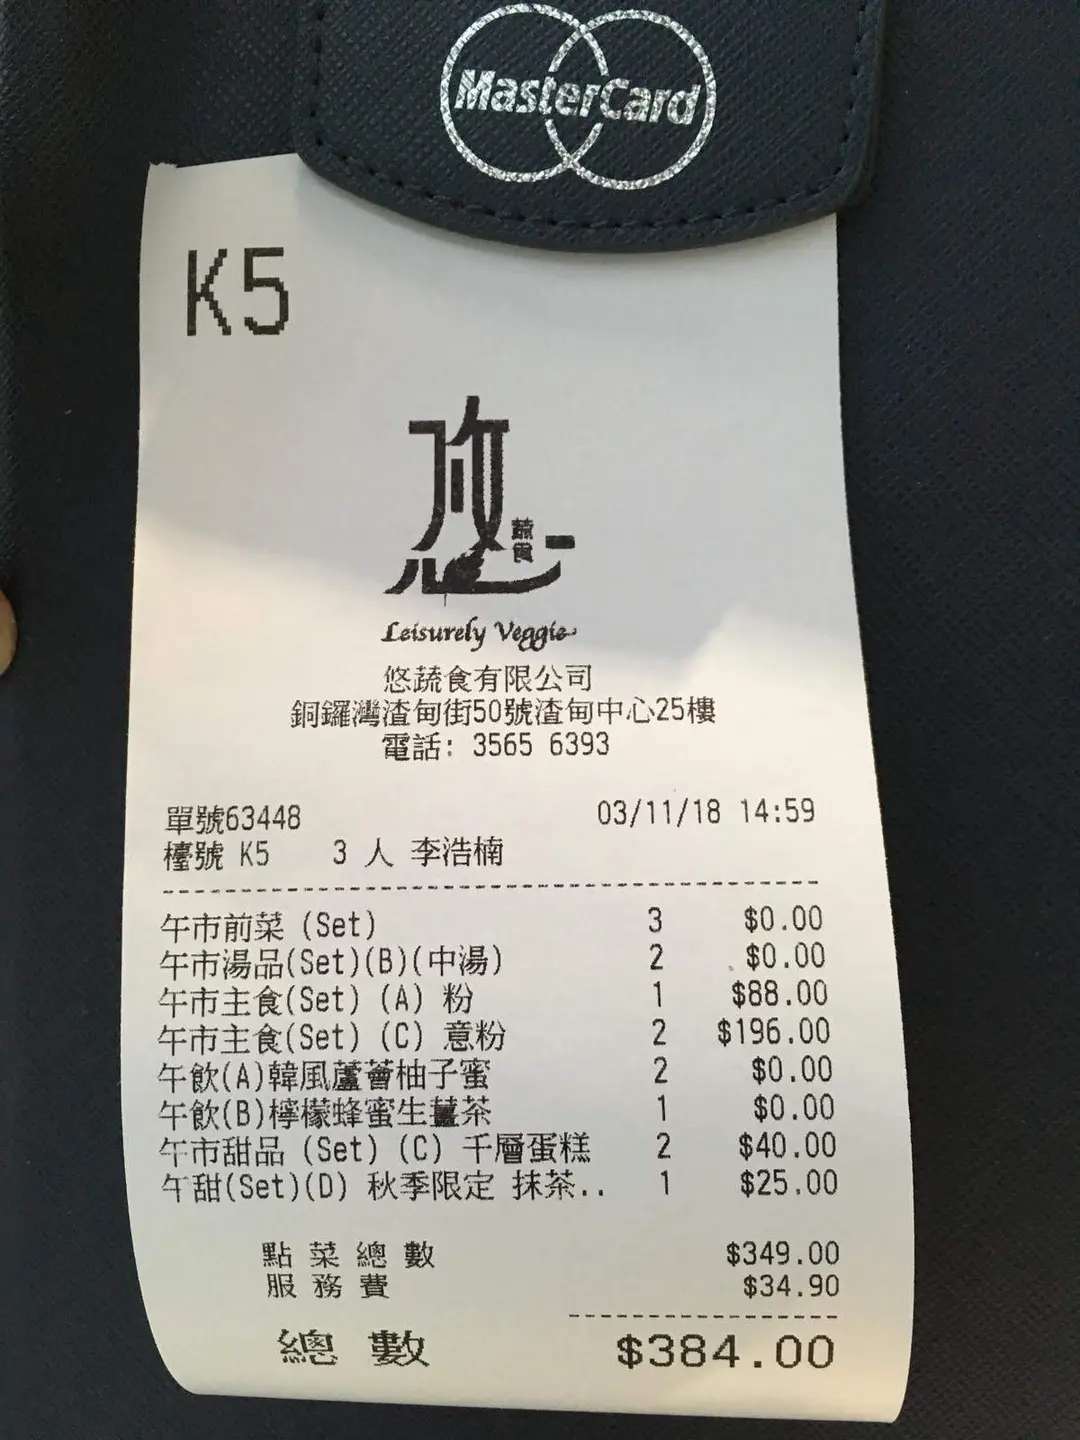 MasterCard
K5
悠
蔬食
Leisurely Veggie
悠蔬食有限公司
銅鑼灣渣甸街50號渣甸中心25樓
電話: 3565 6393
單號63448 03/11/18 14:59
檯號 K5 3 人 李浩楠
午市前菜 (Set) 3 $0.00
午市湯品(Set)(B)(中湯) 2 $0.00
午市主食(Set) (A) 粉 1 $88.00
午市主食(Set) (C) 意粉 2 $196.00
午飲(A)韓風蘆薈柚子蜜 2 $0.00
午飲(B)檸檬蜂蜜生薑茶 1 $0.00
午市甜品 (Set) (C) 千層蛋糕 2 $40.00
午甜(Set)(D) 秋季限定 抹茶.. 1 $25.00
點菜總數 $349.00
服務費 $34.90
總數 $384.00